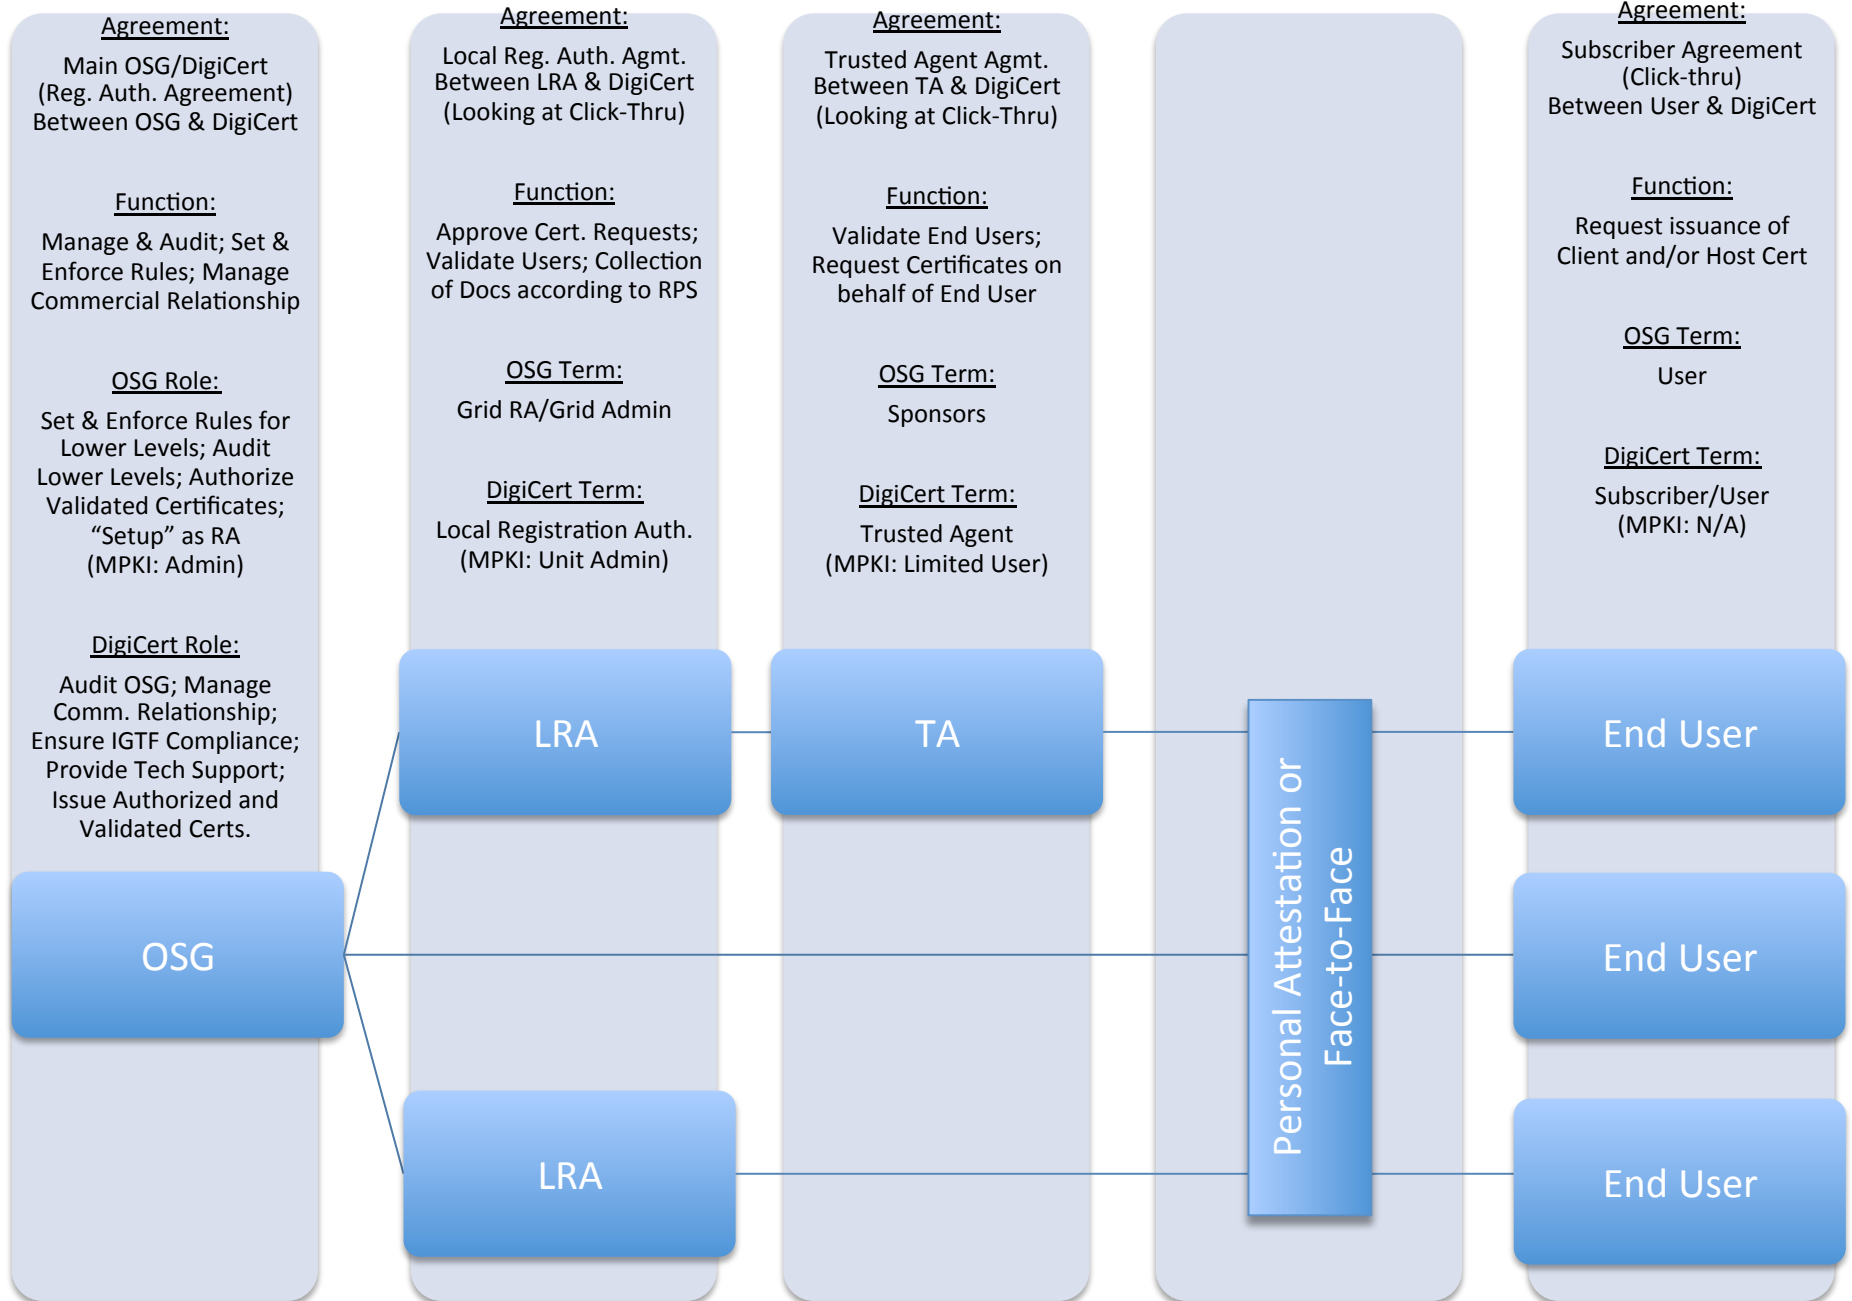 Agreement:
Main OSG/DigiCert
(Reg. Auth. Agreement)
Between OSG & DigiCert
Function:
Manage & Audit; Set &
Enforce Rules; Manage
Commercial Relationship
OSG Role:
Set & Enforce Rules for
Lower Levels; Audit
Lower Levels; Authorize
Validated Certificates;
“Setup” as RA
(MPKI: Admin)
DigiCert Role:
Audit OSG; Manage
Comm. Relationship;
Ensure IGTF Compliance;
Provide Tech Support;
Issue Authorized and
Validated Certs.
OSG
Agreement:
Local Reg. Auth. Agmt.
Between LRA & DigiCert
(Looking at Click-Thru)
Function:
Approve Cert. Requests;
Validate Users; Collection
of Docs according to RPS
OSG Term:
Grid RA/Grid Admin
DigiCert Term:
Local Registration Auth.
(MPKI: Unit Admin)
LRA
LRA
Agreement:
Trusted Agent Agmt.
Between TA & DigiCert
(Looking at Click-Thru)
Function:
Validate End Users;
Request Certificates on
behalf of End User
OSG Term:
Sponsors
DigiCert Term:
Trusted Agent
(MPKI: Limited User)
TA
Personal Attestation or
Face-to-Face
Agreement:
Subscriber Agreement
(Click-thru)
Between User & DigiCert
Function:
Request issuance of
Client and/or Host Cert
OSG Term:
User
DigiCert Term:
Subscriber/User
(MPKI: N/A)
End User
End User
End User